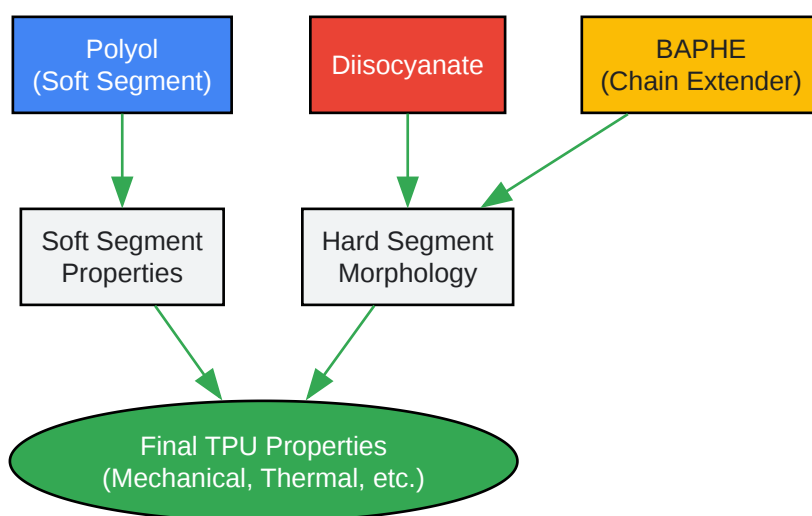 Polyol
(Soft Segment)
Diisocyanate
BAPHE
(Chain Extender)
Soft Segment
Properties
Hard Segment
Morphology
Final TPU Properties
(Mechanical, Thermal, etc.)